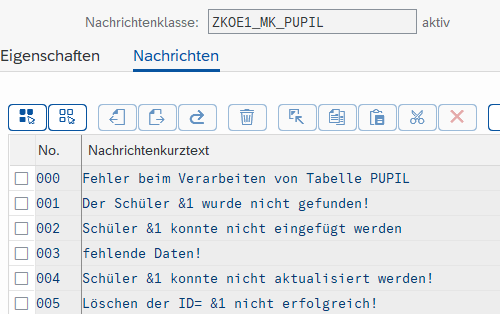 Nachrichtenklasse: ZKOE1_MK_PUPIL aktiv
Eigenschaften Nachrichten
No. Nachrichtenkurztext
000 Fehler beim Verarbeiten von Tabelle PUPIL
001 Der Schüler &1 wurde nicht gefunden!
002 Schüler &1 konnte nicht eingefügt werden
003 fehlende Daten!
004 Schüler &1 konnte nicht aktualisiert werden!
005 Löschen der ID= &1 nicht erfolgreich!